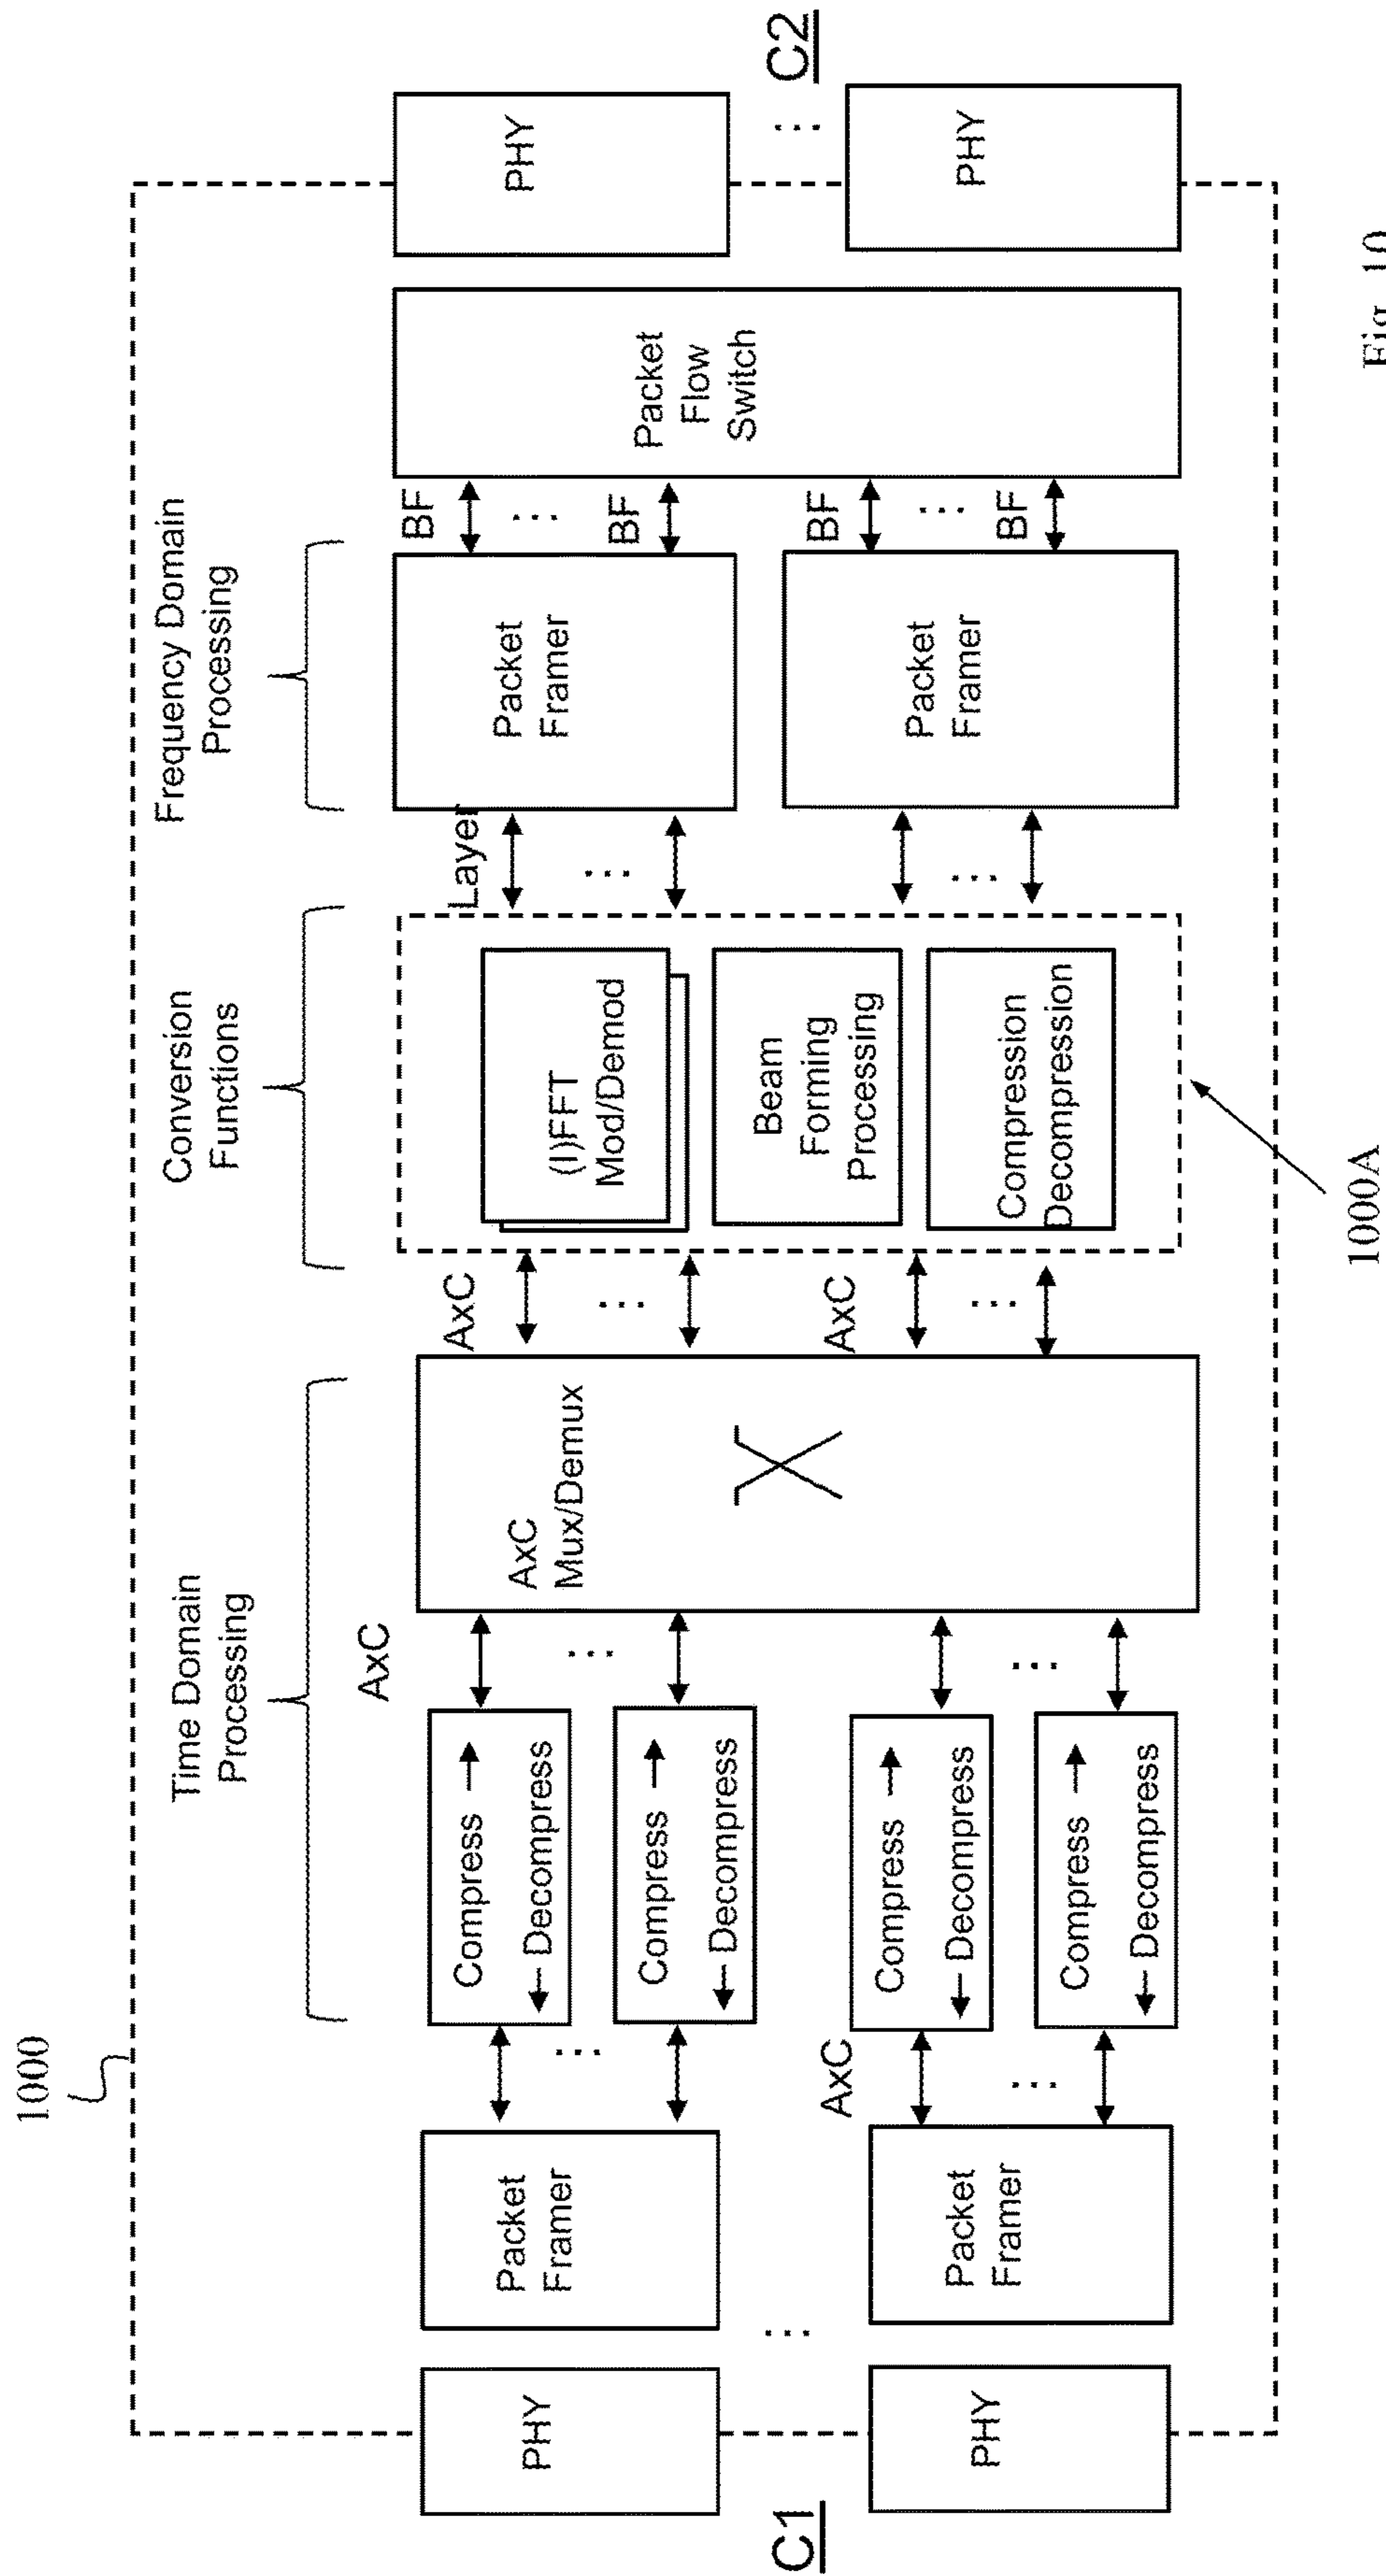 1000
Time Domain
Processing
Conversion
Functions
Frequency Domain
Processing
C1
PHY
PHY
...
Packet
Framer
Packet
Framer
...
AxC
...
Compress →
← Decompress
Compress →
← Decompress
Compress →
← Decompress
Compress →
← Decompress
AxC
...
...
AxC
Mux/Demux
AxC
...
AxC
...
(I)FFT
Mod/Demod
Beam
Forming
Processing
Compression
Decompression
1000A
Layer
...
...
Packet
Framer
Packet
Framer
BF
...
BF
BF
...
BF
Packet
Flow
Switch
PHY
...
PHY
C2
Fig. 10